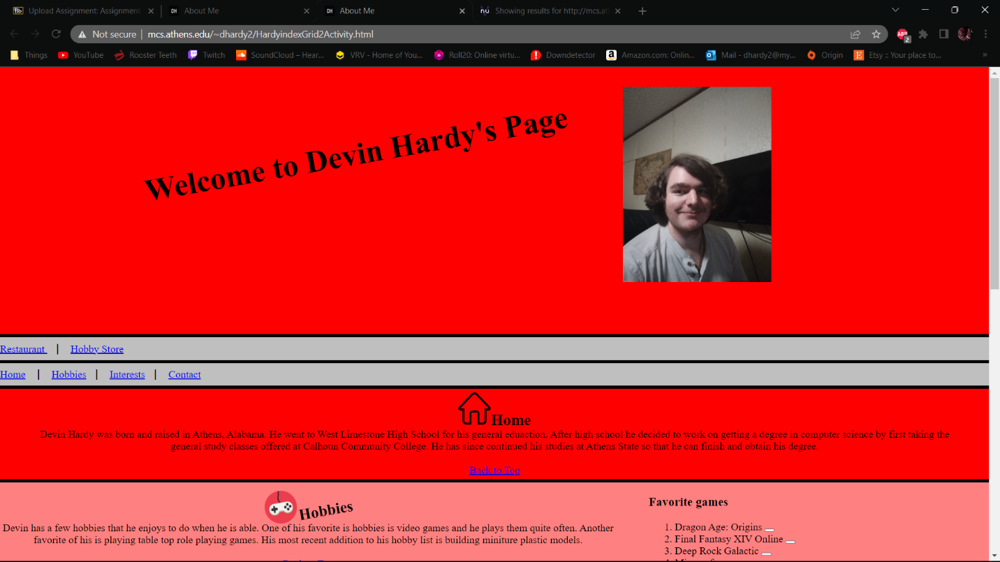 Upload Assignment: Assignment
DH About Me
DH About Me
Showing results for http://mcs.at
Not secure | mcs.athens.edu/~dhardy2/HardyindexGrid2Activity.html
ABP 2
Things YouTube Rooster Teeth Twitch SoundCloud – Hear... VRV - Home of You... Roll20: Online virtu... Downdetector Amazon.com: Onlin... Mail - dhardy2@my... Origin Etsy :: Your place to... »
Welcome to Devin Hardy's Page
Restaurant | Hobby Store
Home | Hobbies | Interests | Contact
Home
Devin Hardy was born and raised in Athens, Alabama. He went to West Limestone High School for his general eduaction. After high school he decided to work on getting a degree in computer science by first taking the
general study classes offered at Calhoun Community College. He has since continued his studies at Athens State so that he can finish and obtain his degree.
Back to Top
Hobbies
Devin has a few hobbies that he enjoys to do when he is able. One of his favorite is hobbies is video games and he plays them quite often. Another
favorite of his is playing table top role playing games. His most recent addition to his hobby list is building miniture plastic models.
Favorite games
1. Dragon Age: Origins
2. Final Fantasy XIV Online
3. Deep Rock Galactic